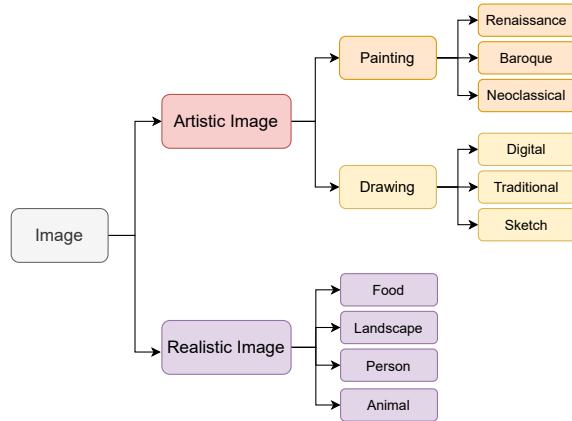 Image
Artistic Image
Painting
Renaissance
Baroque
Neoclassical
Drawing
Digital
Traditional
Sketch
Realistic Image
Food
Landscape
Person
Animal